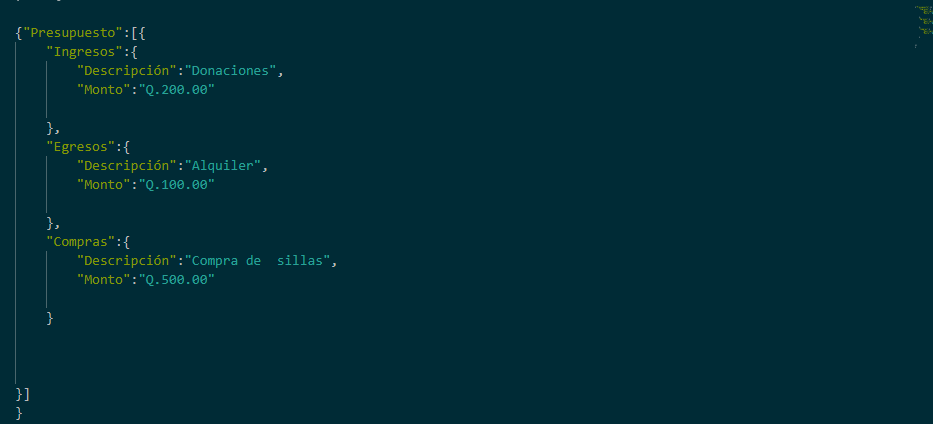 {"Presupuesto":[{
"Ingresos":{
"Descripción":"Donaciones",
"Monto":"Q.200.00"
},
"Egresos":{
"Descripción":"Alquiler",
"Monto":"Q.100.00"
},
"Compras":{
"Descripción":"Compra de  sillas",
"Monto":"Q.500.00"
}
}]
}